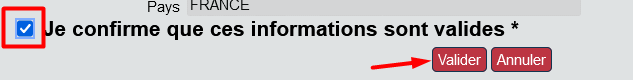 Pays FRANCE
Je confirme que ces informations sont valides *
Valider Annuler